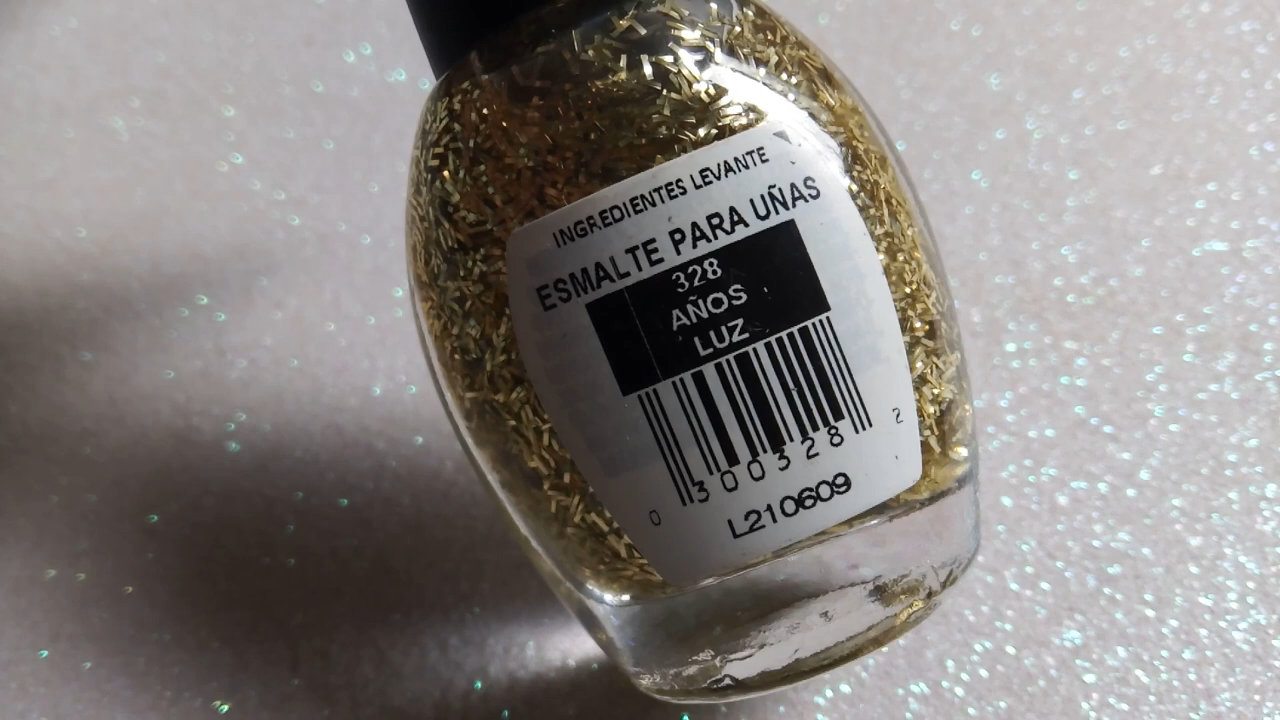 INGREDIENTES LEVANTE
ESMALTE PARA UÑAS
328
AÑOS
LUZ
0 300328 2
L210609